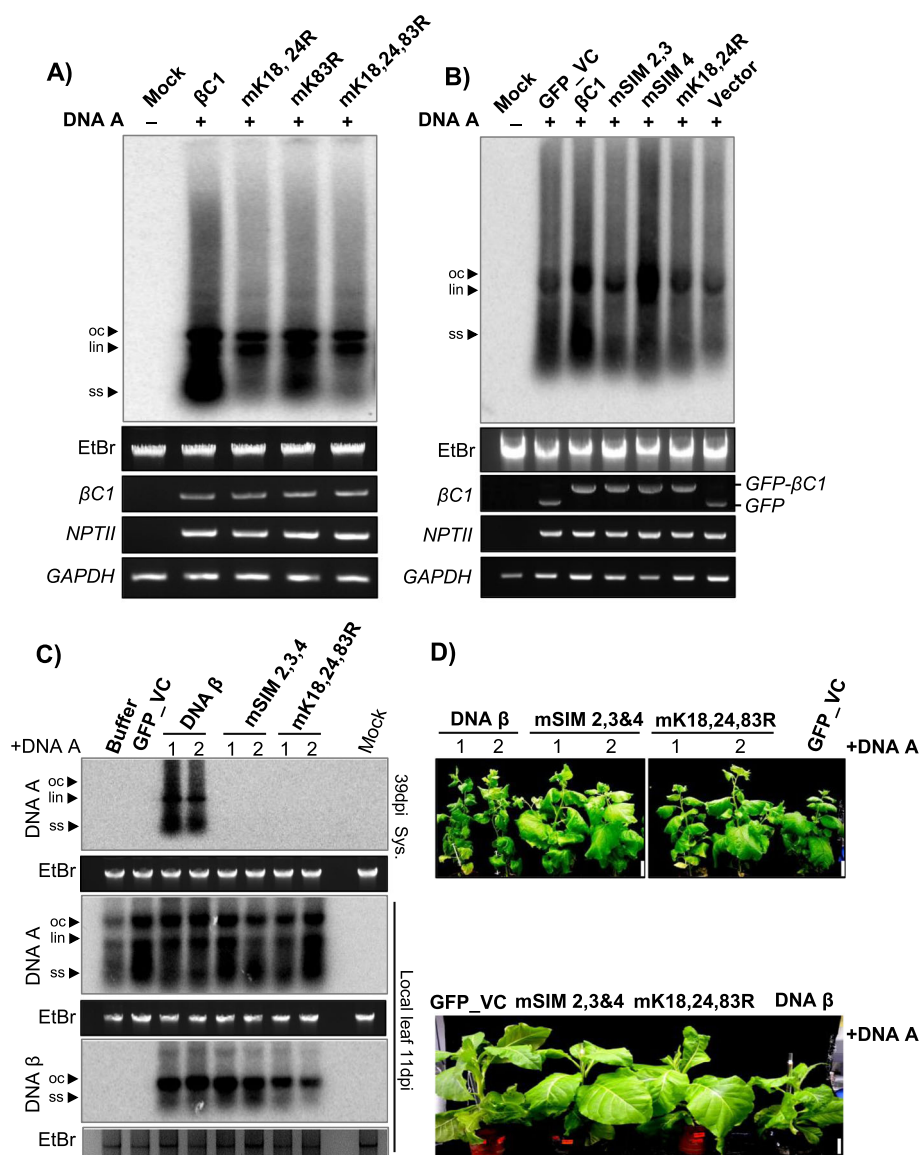 A)
Mock βC1 mK18, 24R mK83R mK18,24,83R
DNA A – + + + +
oc
lin
ss
EtBr
βC1
NPTII
GAPDH
B)
Mock GFP_VC βC1 mSIM 2,3 mSIM 4 mK18,24R Vector
DNA A – + + + + + +
oc
lin
ss
EtBr
βC1 GFP-βC1
GFP
NPTII
GAPDH
C)
Buffer GFP_VC DNA β mSIM 2,3,4 mK18,24,83R Mock
+DNA A 1 2 1 2 1 2
DNA A oc lin ss 39dpi Sys.
EtBr
DNA A oc lin ss Local leaf 11dpi
EtBr
DNA β oc ss
EtBr
D)
DNA β mSIM 2,3&4 mK18,24,83R GFP_VC
1 2 1 2 1 2 +DNA A
GFP_VC mSIM 2,3&4 mK18,24,83R DNA β
+DNA A